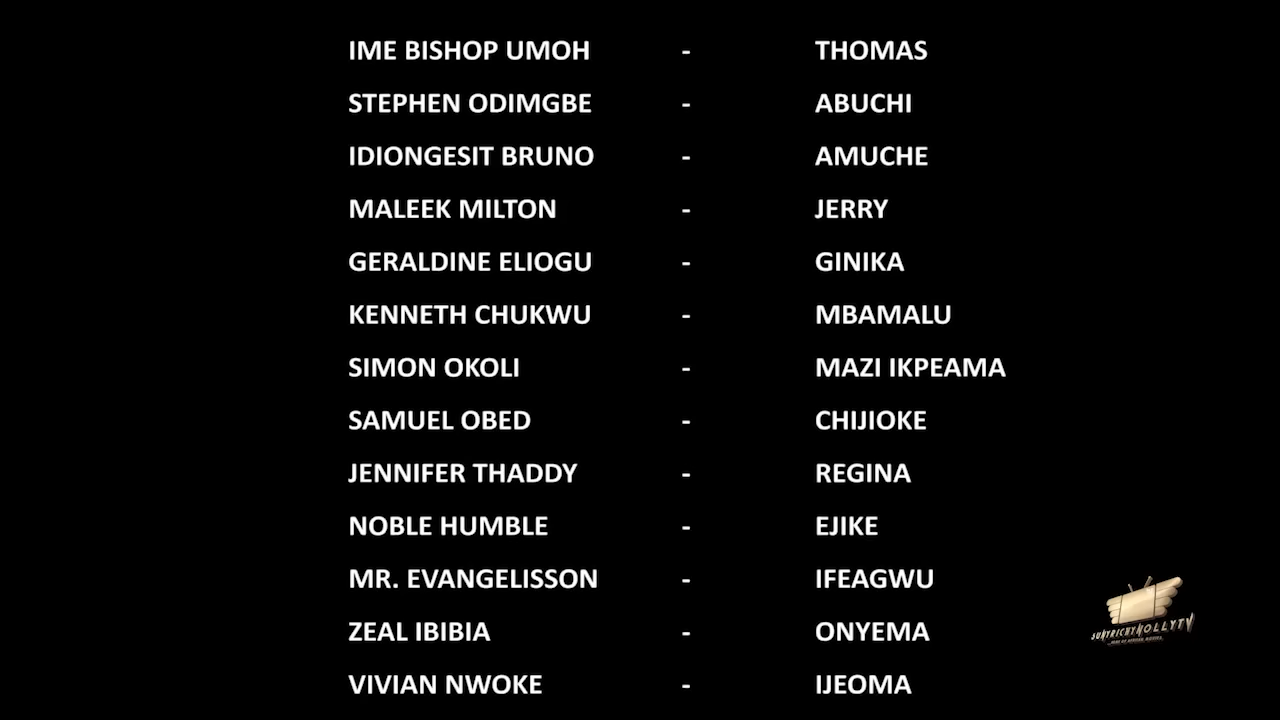 IME BISHOP UMOH - THOMAS
STEPHEN ODIMGBE - ABUCHI
IDIONGESIT BRUNO - AMUCHE
MALEEK MILTON - JERRY
GERALDINE ELIOGU - GINIKA
KENNETH CHUKWU - MBAMALU
SIMON OKOLI - MAZI IKPEAMA
SAMUEL OBED - CHIJIOKE
JENNIFER THADDY - REGINA
NOBLE HUMBLE - EJIKE
MR. EVANGELISSON - IFEAGWU
ZEAL IBIBIA - ONYEMA
VIVIAN NWOKE - IJEOMA
SUNTRICHYNOLLYTV